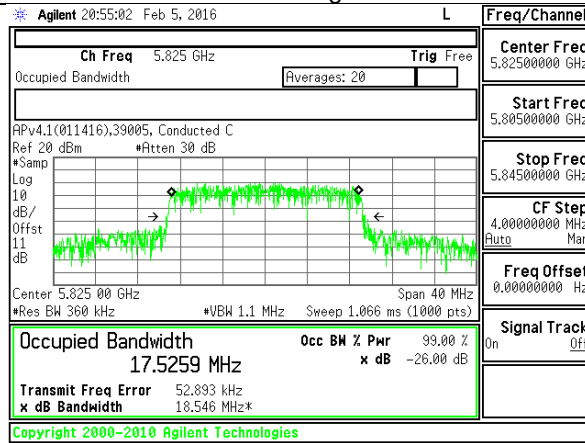 Agilent 20:55:02 Feb 5, 2016 L
Freq/Channel
Ch Freq 5.825 GHz Trig Free
Occupied Bandwidth Averages: 20
Center Freq
5.82500000 GHz
Start Freq
5.80500000 GHz
Stop Freq
5.84500000 GHz
CF Step
4.00000000 MHz
Auto Man
Freq Offset
0.00000000 Hz
Signal Track
On Off
APv4.1(011416),39005, Conducted C
Ref 20 dBm #Atten 30 dB
#Samp
Log
10
dB/
Offst
11
dB
Center 5.825 00 GHz Span 40 MHz
#Res BW 360 kHz #VBW 1.1 MHz Sweep 1.066 ms (1000 pts)
Occupied Bandwidth Occ BW % Pwr 99.00 %
17.5259 MHz x dB -26.00 dB
Transmit Freq Error 52.893 kHz
x dB Bandwidth 18.546 MHz*
Copyright 2000-2010 Agilent Technologies